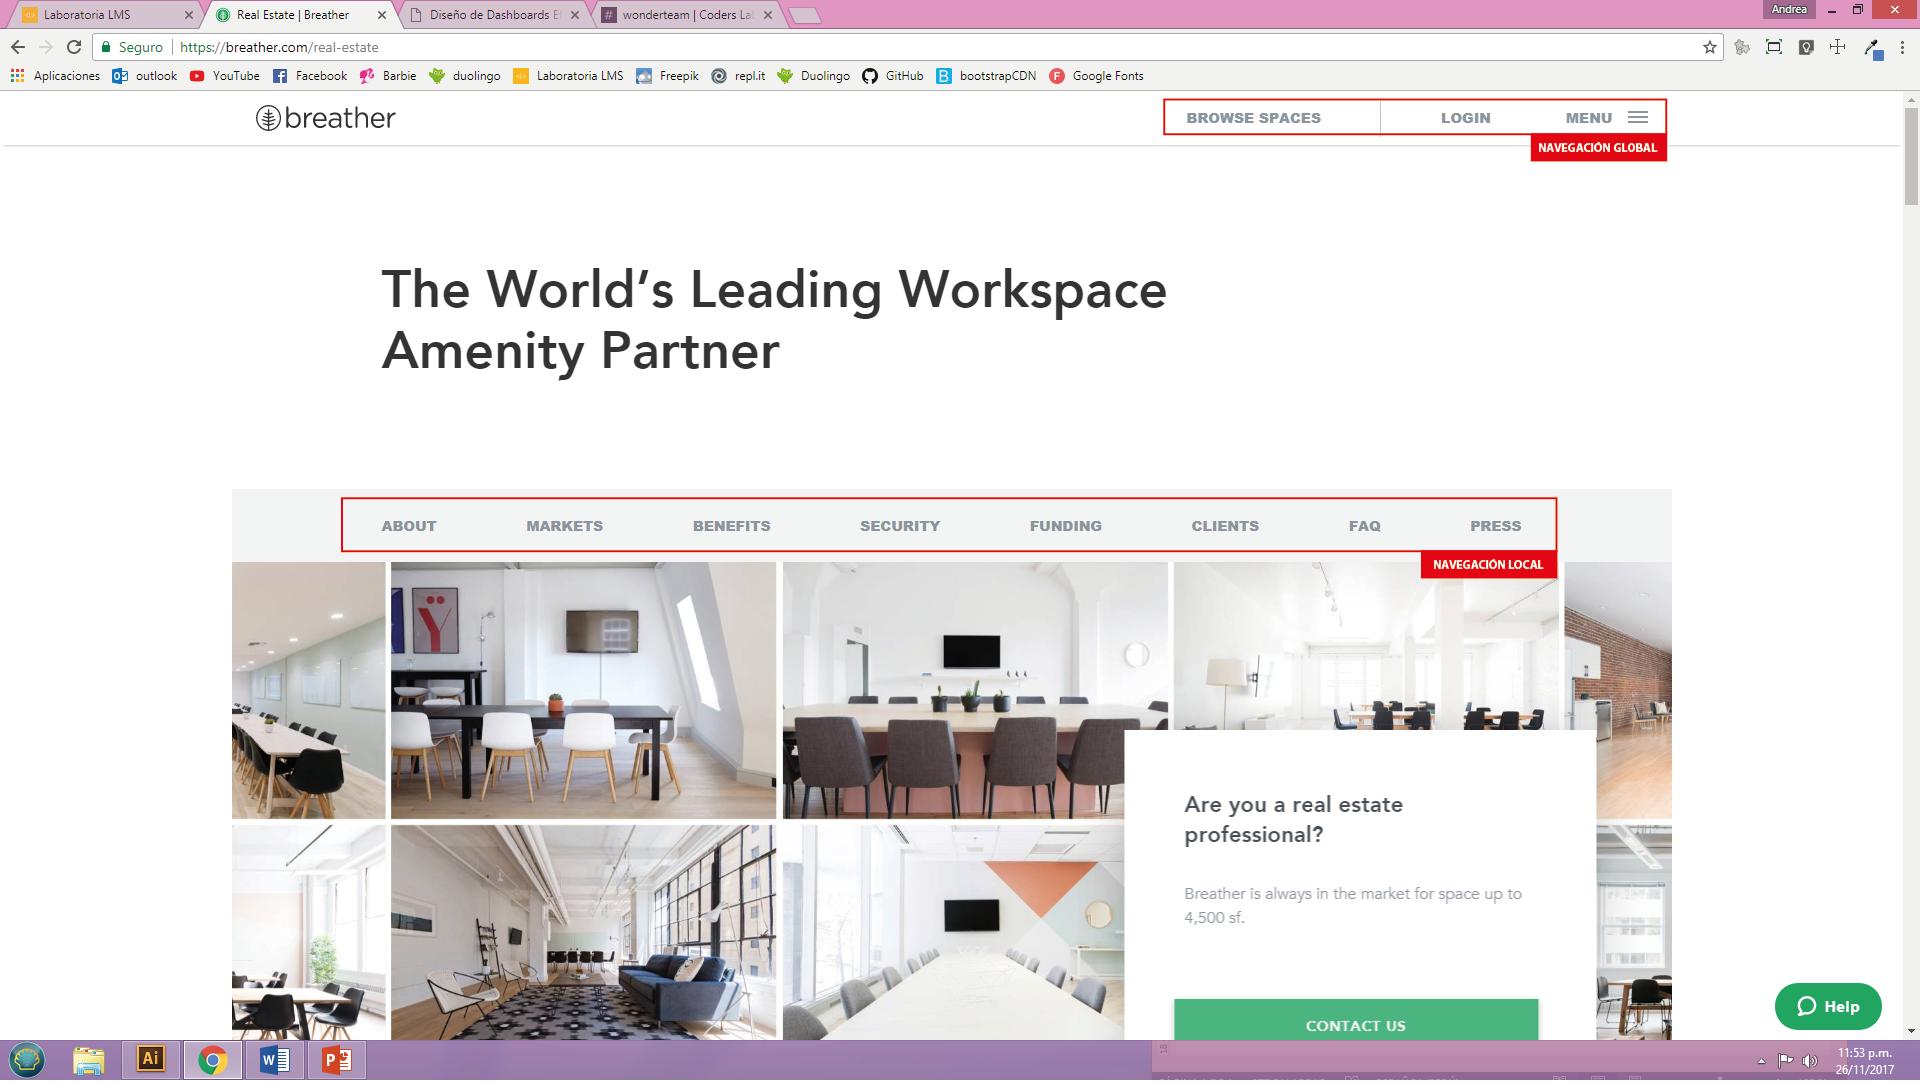 Laboratoria LMS
Real Estate | Breather
Diseño de Dashboards E
wonderteam | Coders La
Andrea
Seguro
https://breather.com/real-estate
Aplicaciones
outlook
YouTube
Facebook
Barbie
duolingo
Laboratoria LMS
Freepik
repl.it
Duolingo
GitHub
bootstrapCDN
Google Fonts
breather
BROWSE SPACES
LOGIN
MENU
NAVEGACIÓN GLOBAL
The World’s Leading Workspace
Amenity Partner
ABOUT
MARKETS
BENEFITS
SECURITY
FUNDING
CLIENTS
FAQ
PRESS
NAVEGACIÓN LOCAL
Are you a real estate
professional?
Breather is always in the market for space up to
4,500 sf.
CONTACT US
Help
11:53 p.m.
26/11/2017